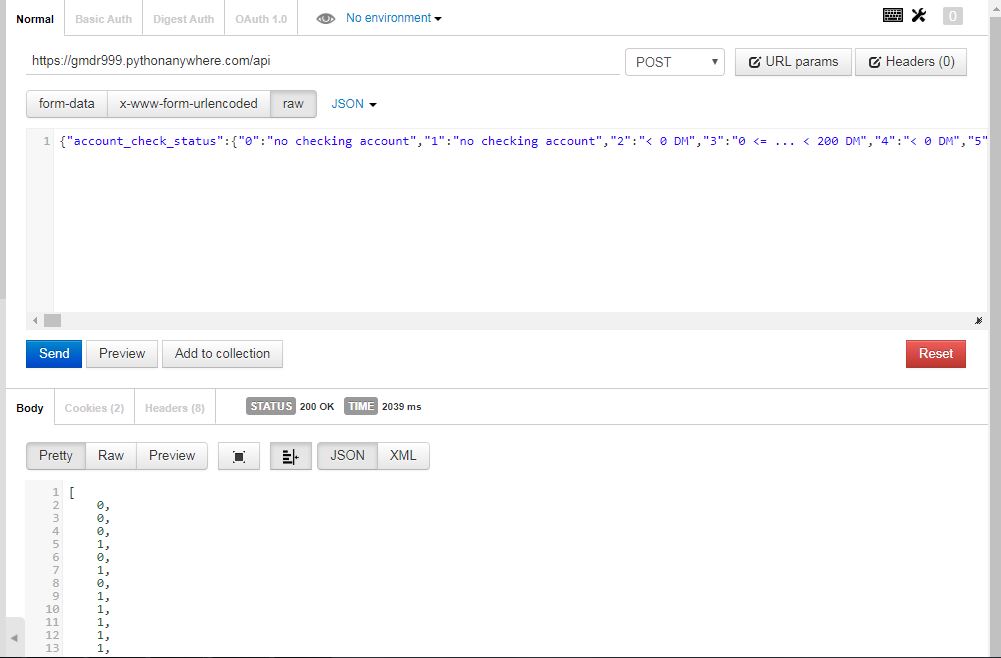 Normal Basic Auth Digest Auth OAuth 1.0 No environment 0
https://gmdr999.pythonanywhere.com/api POST URL params Headers (0)
form-data x-www-form-urlencoded raw JSON
1 {"account_check_status":{"0":"no checking account","1":"no checking account","2":"< 0 DM","3":"0 <= ... < 200 DM","4":"< 0 DM","5"
Send Preview Add to collection Reset
Body Cookies (2) Headers (8) STATUS 200 OK TIME 2039 ms
Pretty Raw Preview JSON XML
1 [
2 0,
3 0,
4 0,
5 1,
6 0,
7 1,
8 0,
9 1,
10 1,
11 1,
12 1,
13 1,